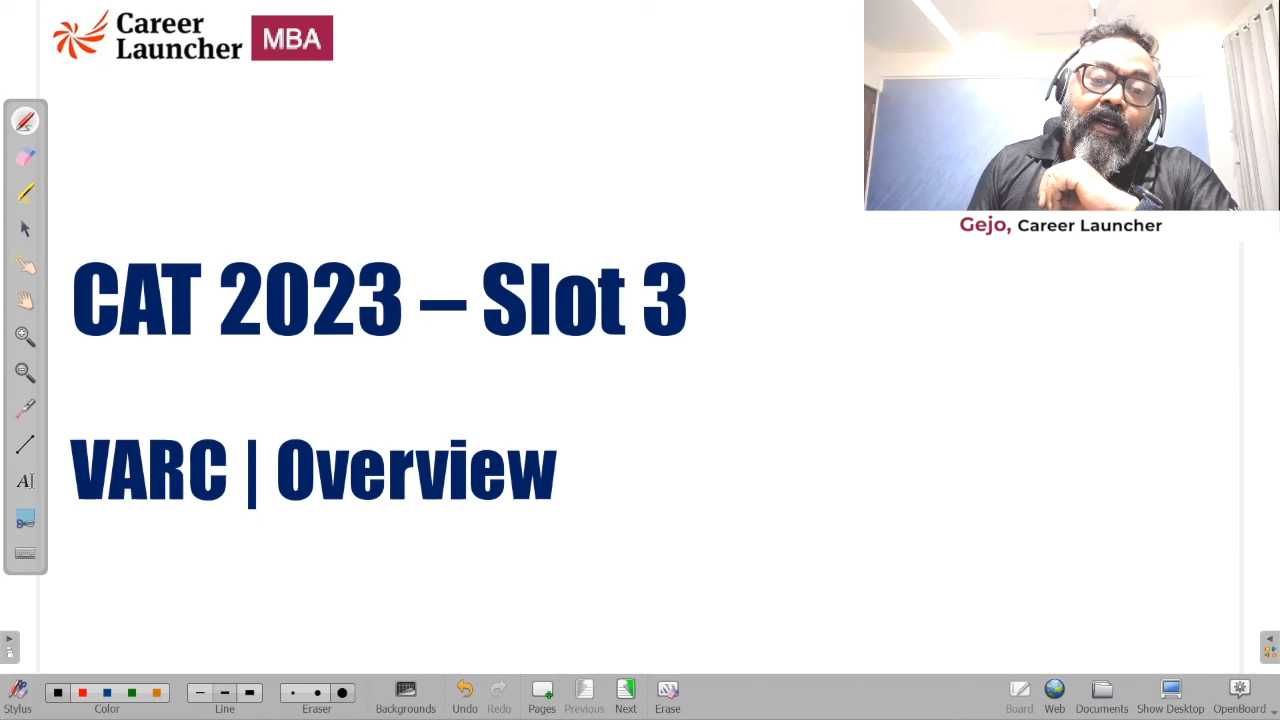 Career
Launcher
MBA
Gejo, Career Launcher
CAT 2023 – Slot 3
VARC | Overview
Stylus
Color
Line
Eraser
Backgrounds
Undo
Redo
Pages
Previous
Next
Erase
Board
Web
Documents
Show Desktop
OpenBoard